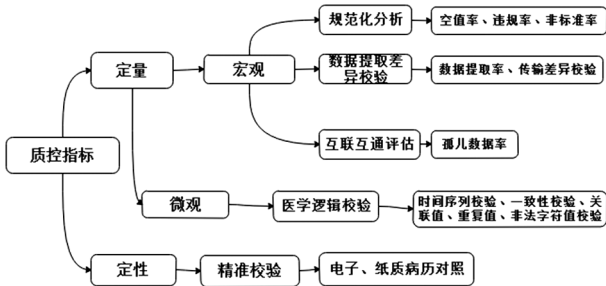 规范化分析
空值率、违规率、非标准率
定量
宏观
数据提取差
异校验
数据提取率、传输差异校验
质控指标
互联互通评估
孤儿数据率
微观
医学逻辑校验
时间序列校验、一致性校验、关
联值、重复值、非法字符值校验
定性
精准校验
电子、纸质病历对照